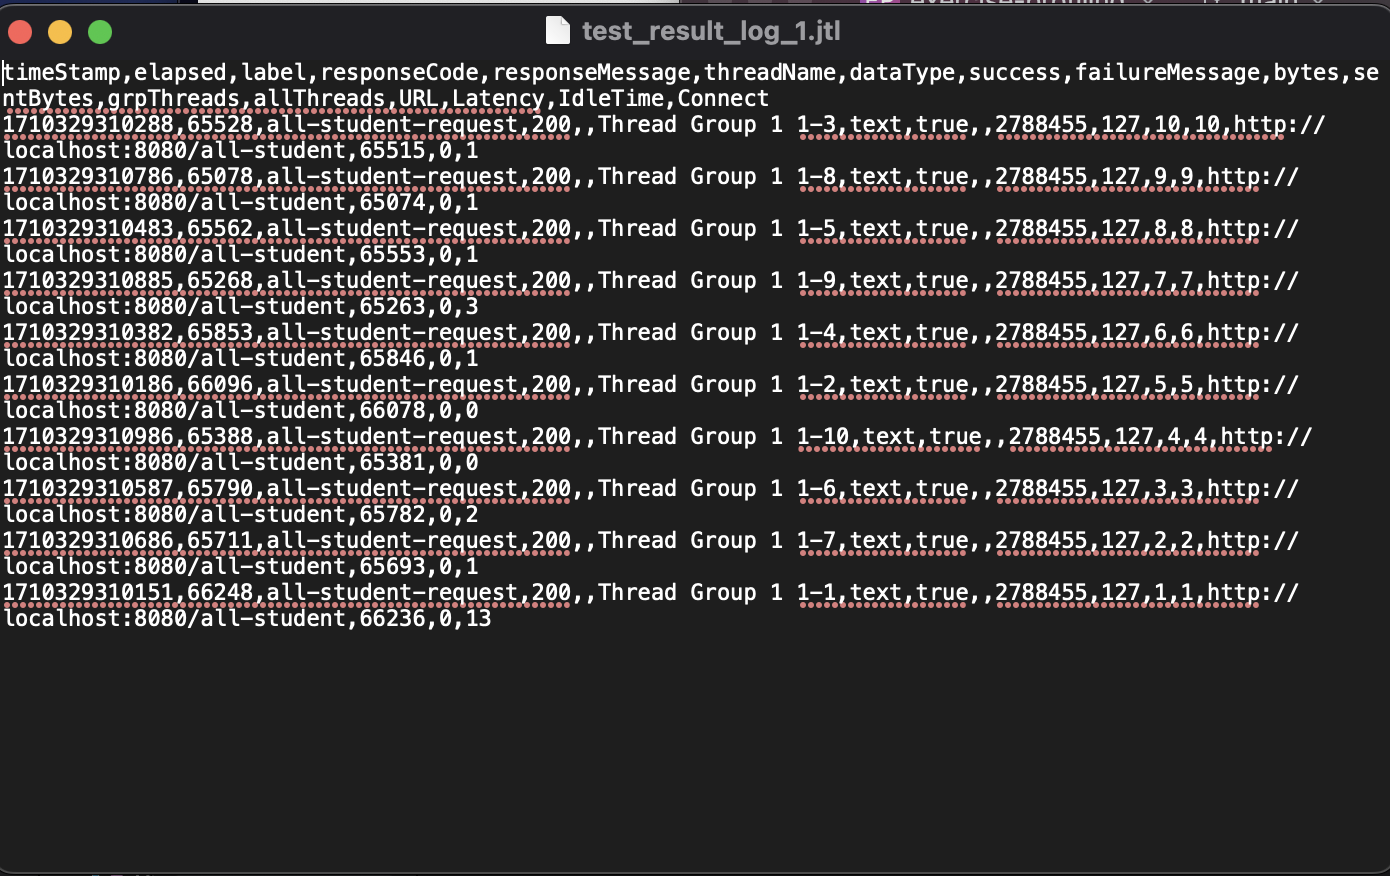 test_result_log_1.jtl
timeStamp,elapsed,label,responseCode,responseMessage,threadName,dataType,success,failureMessage,bytes,se
ntBytes,grpThreads,allThreads,URL,Latency,IdleTime,Connect
1710329310288,65528,all-student-request,200,,Thread Group 1 1-3,text,true,,2788455,127,10,10,http://
localhost:8080/all-student,65515,0,1
1710329310786,65078,all-student-request,200,,Thread Group 1 1-8,text,true,,2788455,127,9,9,http://
localhost:8080/all-student,65074,0,1
1710329310483,65562,all-student-request,200,,Thread Group 1 1-5,text,true,,2788455,127,8,8,http://
localhost:8080/all-student,65553,0,1
1710329310885,65268,all-student-request,200,,Thread Group 1 1-9,text,true,,2788455,127,7,7,http://
localhost:8080/all-student,65263,0,3
1710329310382,65853,all-student-request,200,,Thread Group 1 1-4,text,true,,2788455,127,6,6,http://
localhost:8080/all-student,65846,0,1
1710329310186,66096,all-student-request,200,,Thread Group 1 1-2,text,true,,2788455,127,5,5,http://
localhost:8080/all-student,66078,0,0
1710329310986,65388,all-student-request,200,,Thread Group 1 1-10,text,true,,2788455,127,4,4,http://
localhost:8080/all-student,65381,0,0
1710329310587,65790,all-student-request,200,,Thread Group 1 1-6,text,true,,2788455,127,3,3,http://
localhost:8080/all-student,65782,0,2
1710329310686,65711,all-student-request,200,,Thread Group 1 1-7,text,true,,2788455,127,2,2,http://
localhost:8080/all-student,65693,0,1
1710329310151,66248,all-student-request,200,,Thread Group 1 1-1,text,true,,2788455,127,1,1,http://
localhost:8080/all-student,66236,0,13